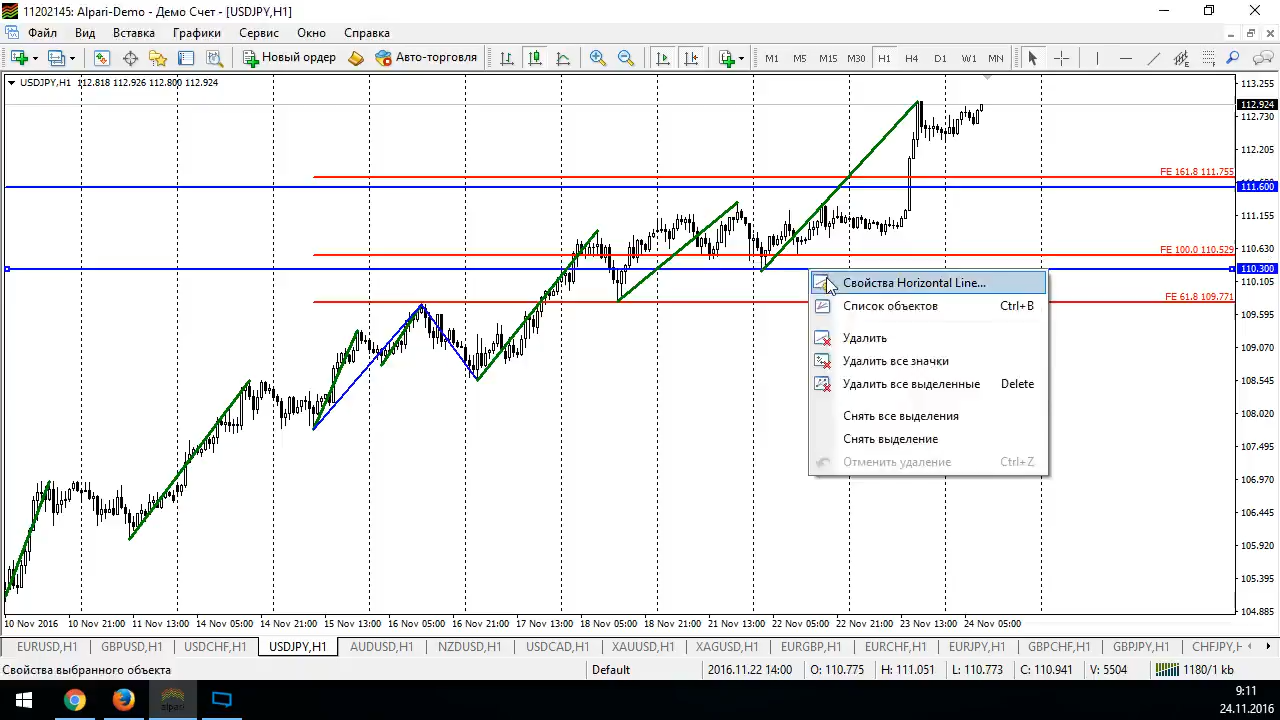 11202145: Alpari-Demo - Демо Счет - [USDJPY,H1]
Файл Вид Вставка Графики Сервис Окно Справка
Новый ордер Авто-торговля M1 M5 M15 M30 H1 H4 D1 W1 MN
USDJPY,H1 112.818 112.926 112.800 112.924
113.255
112.924
112.730
112.205
FE 161.8 111.755
111.600
111.155
FE 100.0 110.529
110.630
110.300
110.105
FE 61.8 109.771
109.595
109.070
108.545
108.020
107.495
106.970
106.445
105.920
105.395
104.885
Свойства Horizontal Line...
Список объектов Ctrl+B
Удалить
Удалить все значки
Удалить все выделенные Delete
Снять все выделения
Снять выделение
Отменить удаление Ctrl+Z
10 Nov 2016 10 Nov 21:00 11 Nov 13:00 14 Nov 05:00 14 Nov 21:00 15 Nov 13:00 16 Nov 05:00 16 Nov 21:00 17 Nov 13:00 18 Nov 05:00 18 Nov 21:00 21 Nov 13:00 22 Nov 05:00 22 Nov 21:00 23 Nov 13:00 24 Nov 05:00
EURUSD,H1 GBPUSD,H1 USDCHF,H1 USDJPY,H1 AUDUSD,H1 NZDUSD,H1 USDCAD,H1 XAUUSD,H1 XAGUSD,H1 EURGBP,H1 EURCHF,H1 EURJPY,H1 GBPCHF,H1 GBPJPY,H1 CHFJPY,H
Свойства выбранного объекта Default 2016.11.22 14:00 O: 110.775 H: 111.051 L: 110.773 C: 110.941 V: 5504 1180/1 kb
alpari
9:11
24.11.2016